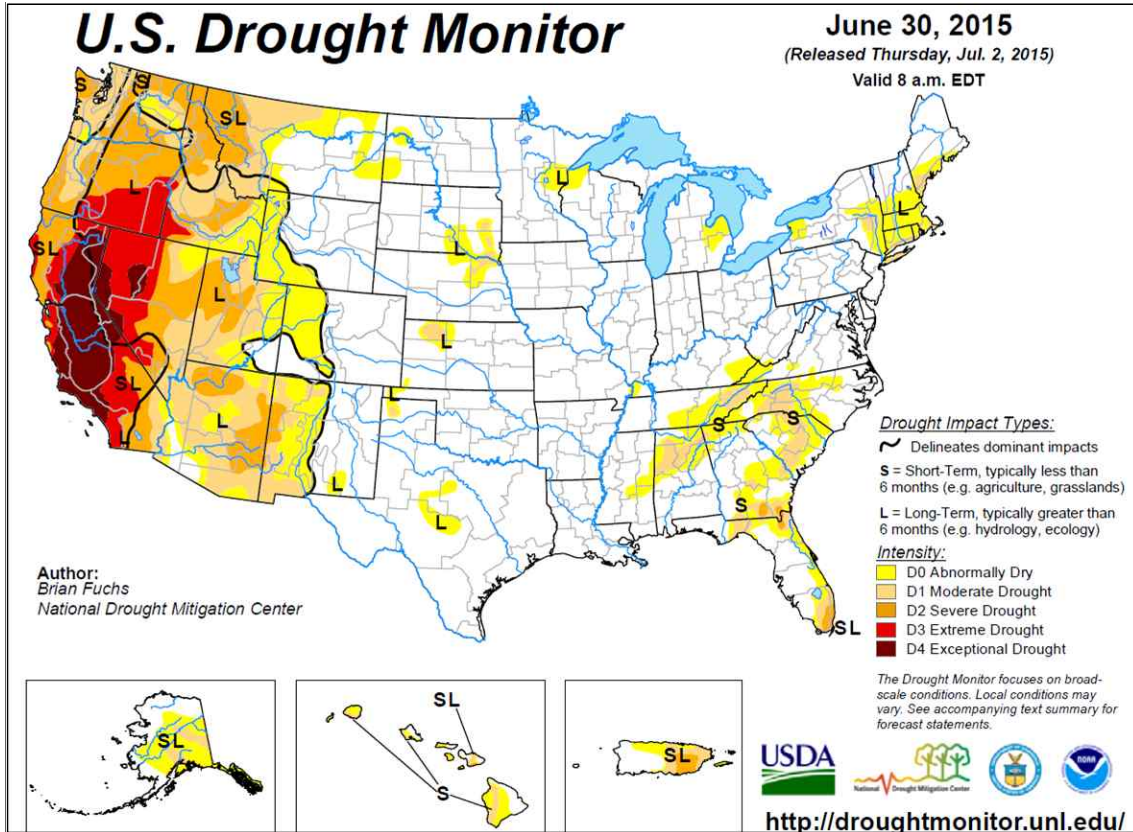 U.S. Drought Monitor
June 30, 2015
(Released Thursday, Jul. 2, 2015)
Valid 8 a.m. EDT
S
S
SL
L
L
SL
L
SL
L
L
L
L
L
L
L
L
L
L
S
S
S
SL
Drought Impact Types:
Delineates dominant impacts
S = Short-Term, typically less than
6 months (e.g. agriculture, grasslands)
L = Long-Term, typically greater than
6 months (e.g. hydrology, ecology)
Intensity:
D0 Abnormally Dry
D1 Moderate Drought
D2 Severe Drought
D3 Extreme Drought
D4 Exceptional Drought
Author:
Brian Fuchs
National Drought Mitigation Center
The Drought Monitor focuses on broad-
scale conditions. Local conditions may
vary. See accompanying text summary for
forecast statements.
SL
SL
S
SL
USDA
National Drought Mitigation Center
NOAA
http://droughtmonitor.unl.edu/